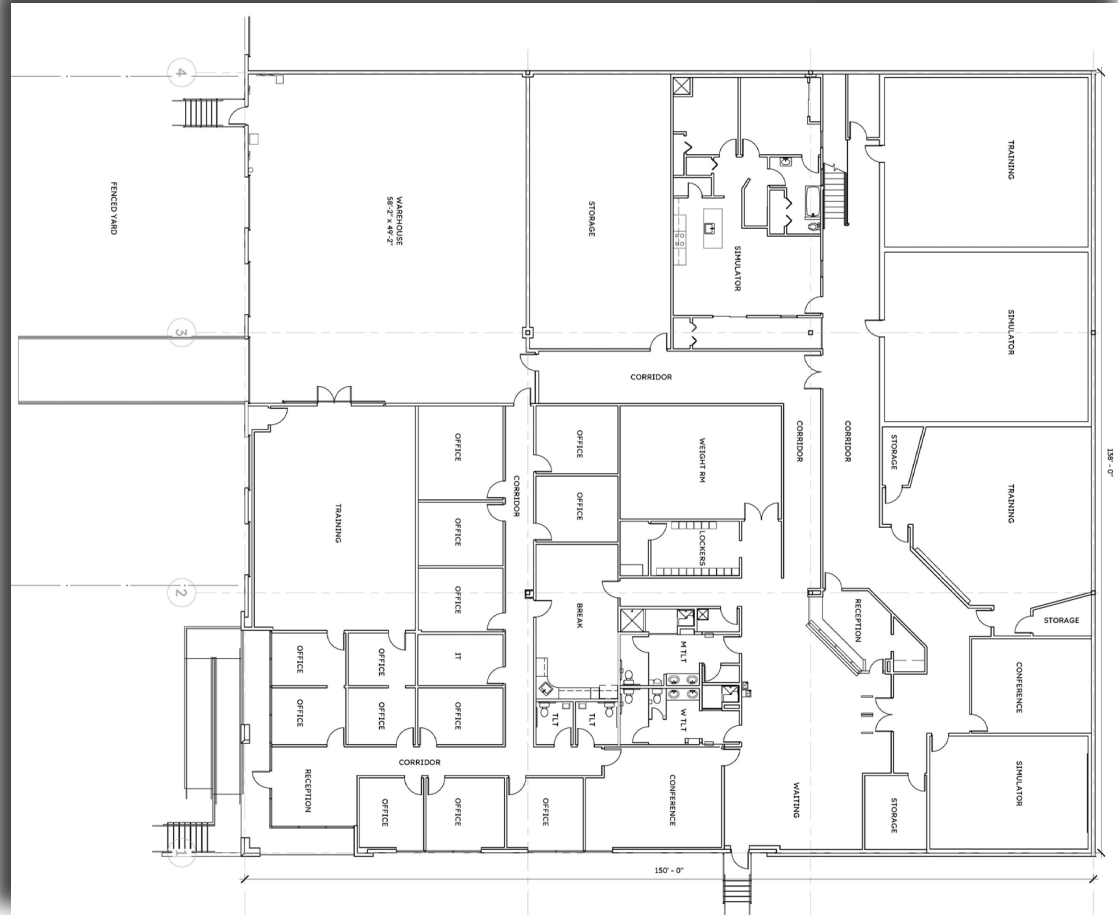 4
TRAINING
FENCED YARD
WAREHOUSE
58'-2" x 49'-2"
STORAGE
SIMULATOR
SIMULATOR
3
CORRIDOR
CORRIDOR
CORRIDOR
OFFICE
OFFICE
WEIGHT RM
STORAGE
138' - 0"
CORRIDOR
TRAINING
OFFICE
OFFICE
TRAINING
LOCKERS
OFFICE
2
BREAK
RECEPTION
STORAGE
OFFICE
OFFICE
IT
M TLT
CONFERENCE
OFFICE
OFFICE
OFFICE
TLT
TLT
W TLT
CORRIDOR
RECEPTION
OFFICE
OFFICE
OFFICE
CONFERENCE
WAITING
STORAGE
SIMULATOR
1
150' - 0"